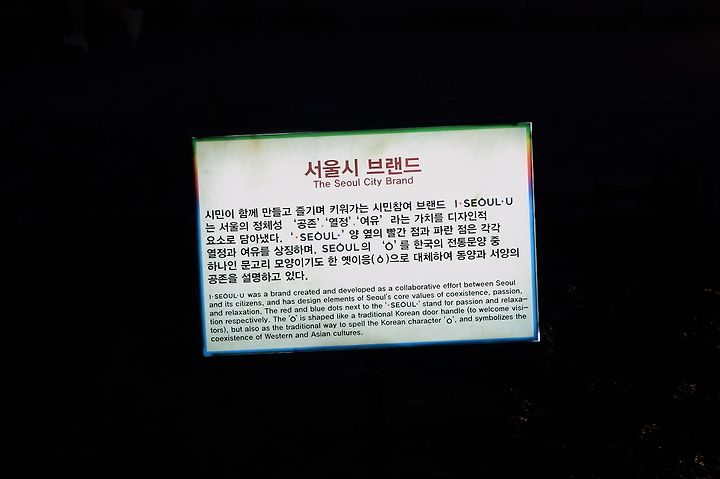 서울시 브랜드
The Seoul City Brand
시민이 함께 만들고 즐기며 키워가는 시민참여 브랜드 I·SEOUL·U
는 서울의 정체성 ‘공존’,‘열정’,‘여유’ 라는 가치를 디자인적
요소로 담아냈다. ‘·SEOUL·’양 옆의 빨간 점과 파란 점은 각각
열정과 여유를 상징하며, SEOUL의 ‘ㆁ’를 한국의 전통문양 중
하나인 문고리 모양이기도 한 옛이응(ㆁ)으로 대체하여 동양과 서양의
공존을 설명하고 있다.
I·SEOUL·U was a brand created and developed as a collaborative effort between Seoul
and its citizens, and has design elements of Seoul's core values of coexistence, passion,
and relaxation. The red and blue dots next to the ‘·SEOUL·’ stand for passion and relaxa-
tion respectively. The ‘ㆁ’ is shaped like a traditional Korean door handle (to welcome visi-
tors), but also as the traditional way to spell the Korean character ‘ㆁ’, and symbolizes the
coexistence of Western and Asian cultures.